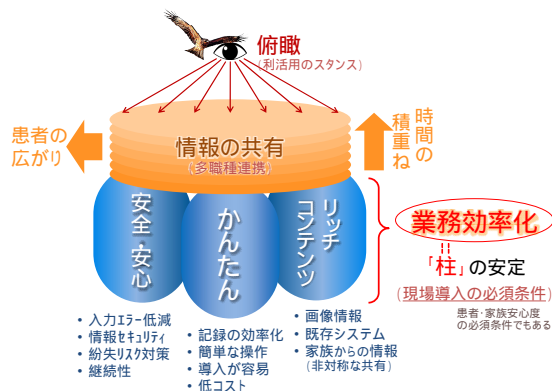 俯瞰
(利活用のスタンス)
患者の
広がり
情報の共有
(多職種連携)
時間の
積重ね
安全・安心
かんたん
リッチ
コンテンツ
業務効率化
「柱」の安定
(現場導入の必須条件)
患者・家族安心度
の必須条件でもある
・ 入力ｴﾗｰ低減
・ 情報ｾｷｭﾘﾃｨ
・ 紛失ﾘｽｸ対策
・ 継続性
・ 記録の効率化
・ 簡単な操作
・ 導入が容易
・ 低コスト
・ 画像情報
・ 既存システム
・ 家族からの情報
(非対称な共有)